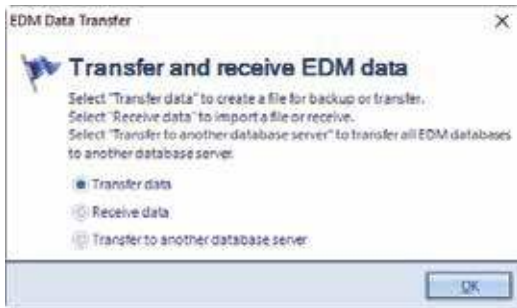 EDM Data Transfer
Transfer and receive EDM data
Select "Transfer data" to create a file for backup or transfer.
Select "Receive data" to import a file or receive.
Select "Transfer to another database server" to transfer all EDM databases
to another database server.
Transfer data
Receive data
Transfer to another database server
OK